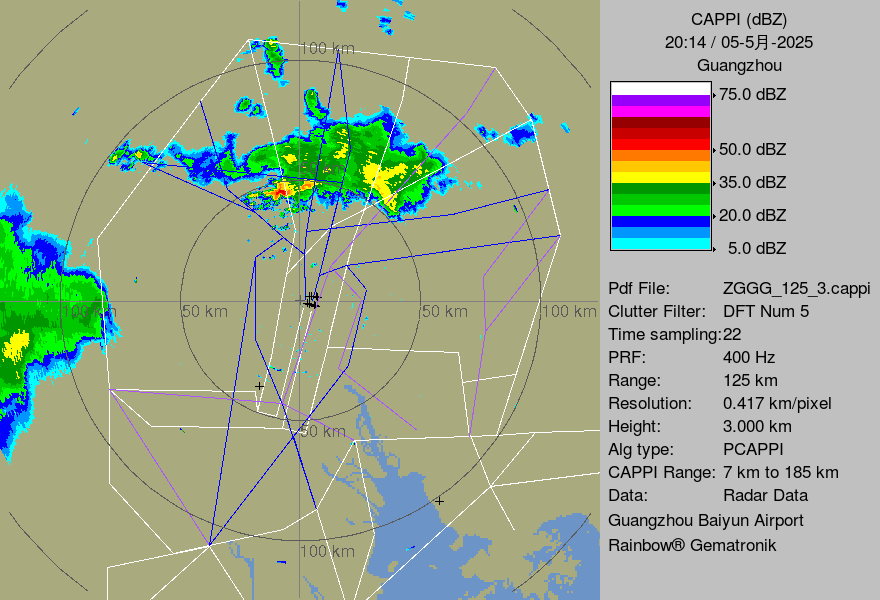 100 km
50 km
100 km
50 km
50 km
100 km
50 km
100 km
CAPPI (dBZ)
20:14 / 05-5月-2025
Guangzhou
75.0 dBZ
50.0 dBZ
35.0 dBZ
20.0 dBZ
5.0 dBZ
Pdf File: ZGGG_125_3.cappi
Clutter Filter: DFT Num 5
Time sampling:22
PRF: 400 Hz
Range: 125 km
Resolution: 0.417 km/pixel
Height: 3.000 km
Alg type: PCAPPI
CAPPI Range: 7 km to 185 km
Data: Radar Data
Guangzhou Baiyun Airport
Rainbow® Gematronik